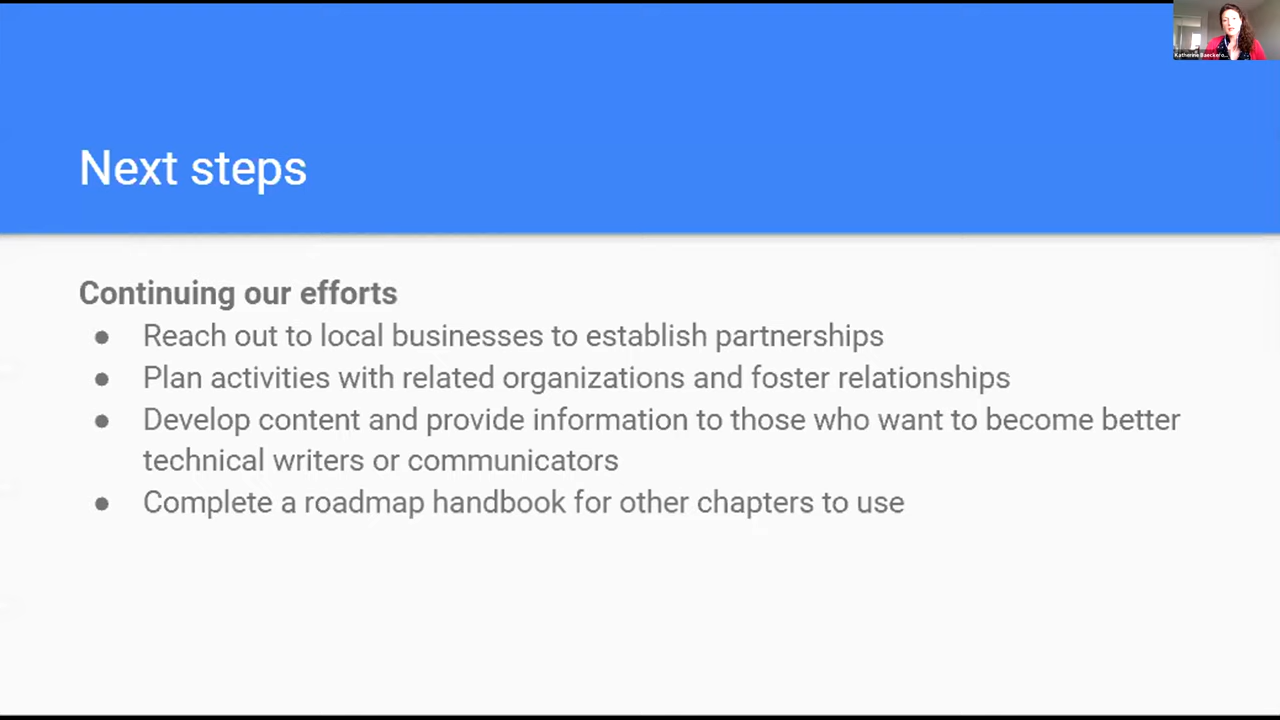 Next steps
Continuing our efforts
● Reach out to local businesses to establish partnerships
● Plan activities with related organizations and foster relationships
● Develop content and provide information to those who want to become better
technical writers or communicators
● Complete a roadmap handbook for other chapters to use
Katherine